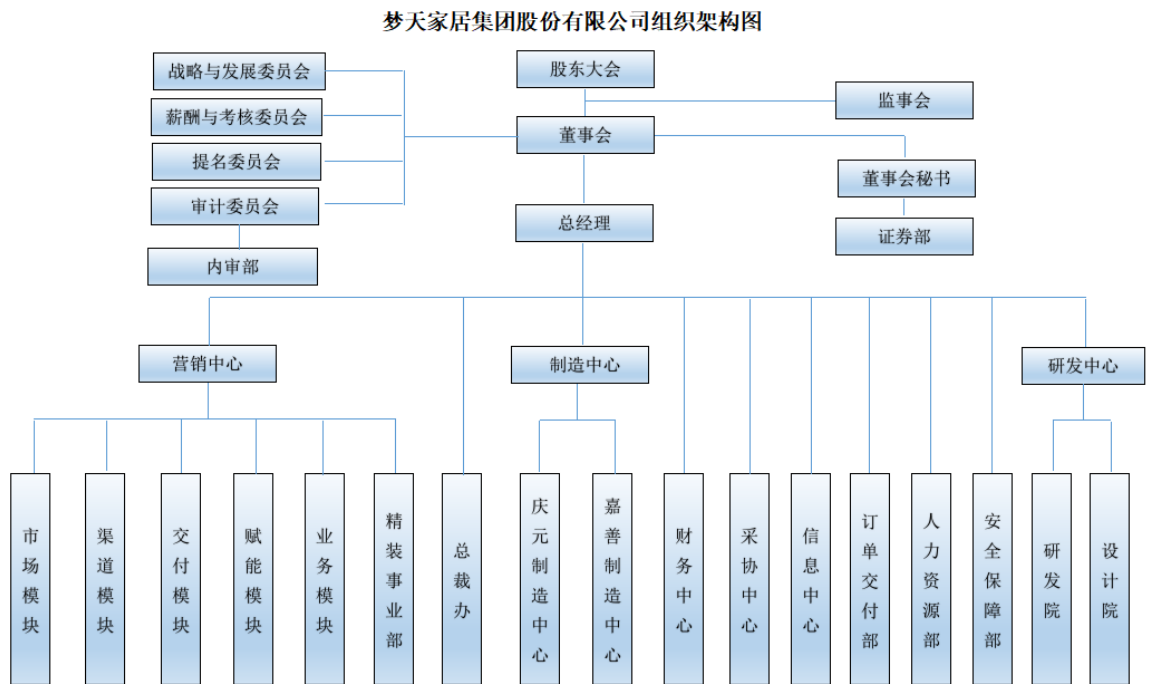 梦天家居集团股份有限公司组织架构图
战略与发展委员会
股东大会
监事会
薪酬与考核委员会
董事会
提名委员会
董事会秘书
审计委员会
总经理
证券部
内审部
营销中心
制造中心
研发中心
市场模块
渠道模块
交付模块
赋能模块
业务模块
精装事业部
总裁办
庆元制造中心
嘉善制造中心
财务中心
采协中心
信息中心
订单交付部
人力资源部
安全保障部
研发院
设计院